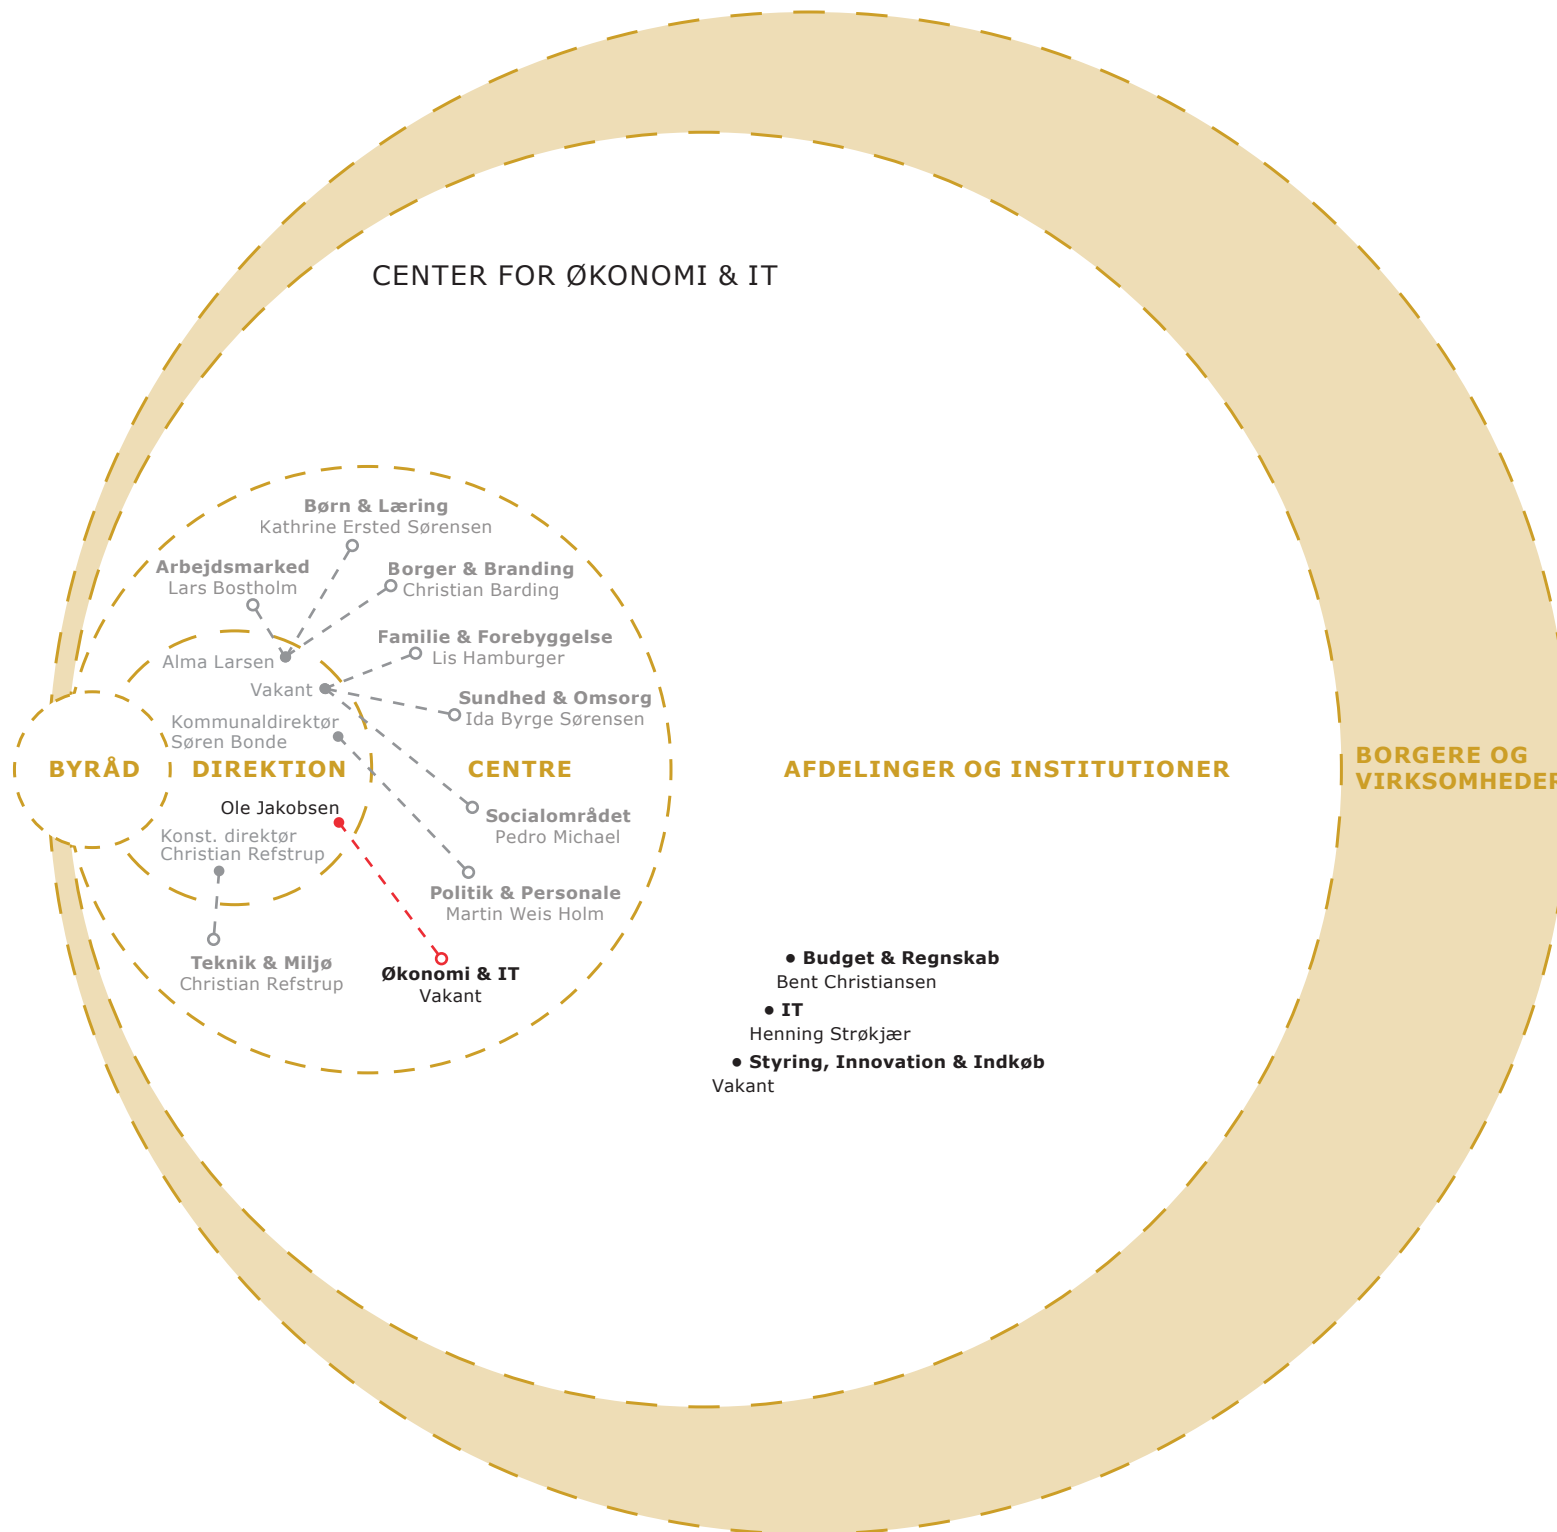 CENTER FOR ØKONOMI & IT
Børn & Læring
Kathrine Ersted Sørensen
Arbejdsmarked
Lars Bostholm
Borger & Branding
Christian Barding
Familie & Forebyggelse
Lis Hamburger
Alma Larsen
Vakant
Sundhed & Omsorg
Ida Byrge Sørensen
Kommunaldirektør
Søren Bonde
BYRÅD
DIREKTION
CENTRE
AFDELINGER OG INSTITUTIONER
BORGERE OG
VIRKSOMHEDER
Ole Jakobsen
Socialområdet
Pedro Michael
Konst. direktør
Christian Refstrup
Politik & Personale
Martin Weis Holm
Teknik & Miljø
Christian Refstrup
Økonomi & IT
Vakant
• Budget & Regnskab
Bent Christiansen
• IT
Henning Strøkjær
• Styring, Innovation & Indkøb
Vakant